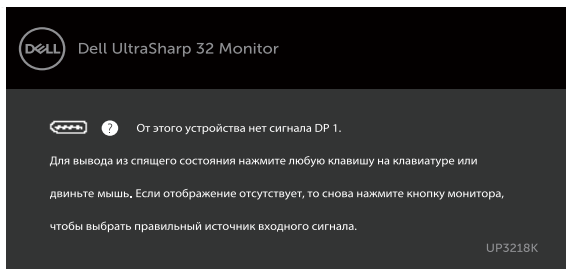 DELL Dell UltraSharp 32 Monitor
? От этого устройства нет сигнала DP 1.
Для вывода из спящего состояния нажмите любую клавишу на клавиатуре или
двиньте мышь. Если отображение отсутствует, то снова нажмите кнопку монитора,
чтобы выбрать правильный источник входного сигнала.
UP3218K